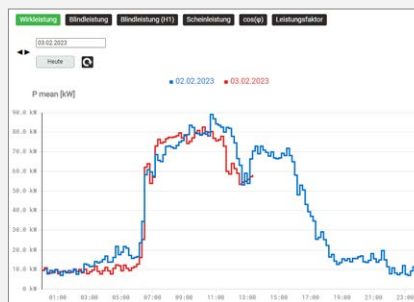 Wirkleistung Blindleistung Blindleistung (H1) Scheinleistung cos(φ) Leistungsfaktor
03.02.2023
Heute
02.02.2023 03.02.2023
P mean [kW]
90.0 kW
80.0 kW
70.0 kW
60.0 kW
50.0 kW
40.0 kW
30.0 kW
20.0 kW
10.0 kW
0 kW
01:00 03:00 05:00 07:00 09:00 11:00 13:00 15:00 17:00 19:00 21:00 23:00